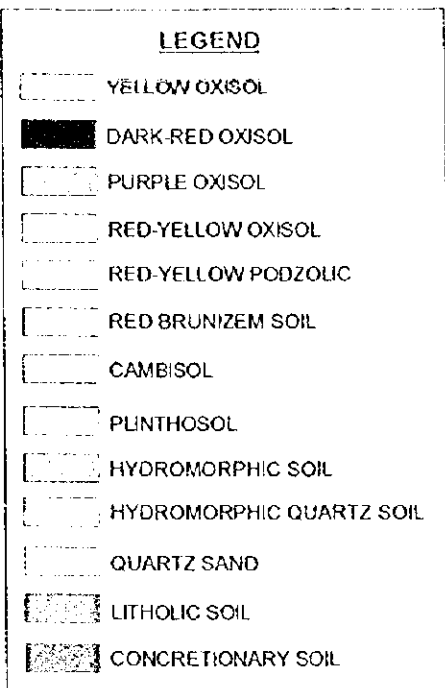 LEGEND
YELLOW OXISOL
DARK-RED OXISOL
PURPLE OXISOL
RED-YELLOW OXISOL
RED-YELLOW PODZOLIC
RED BRUNIZEM SOIL
CAMBISOL
PLINTHOSOL
HYDROMORPHIC SOIL
HYDROMORPHIC QUARTZ SOIL
QUARTZ SAND
LITHOLIC SOIL
CONCRETIONARY SOIL